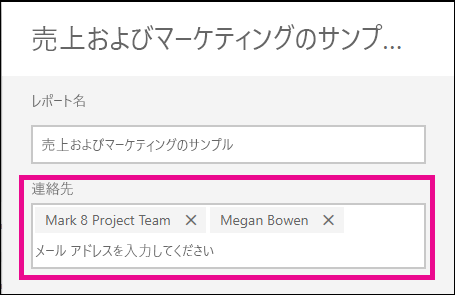 売上およびマーケティングのサンプ...
レポート名
売上およびマーケティングのサンプル
連絡先
Mark 8 Project Team × Megan Bowen ×
メール アドレスを入力してください